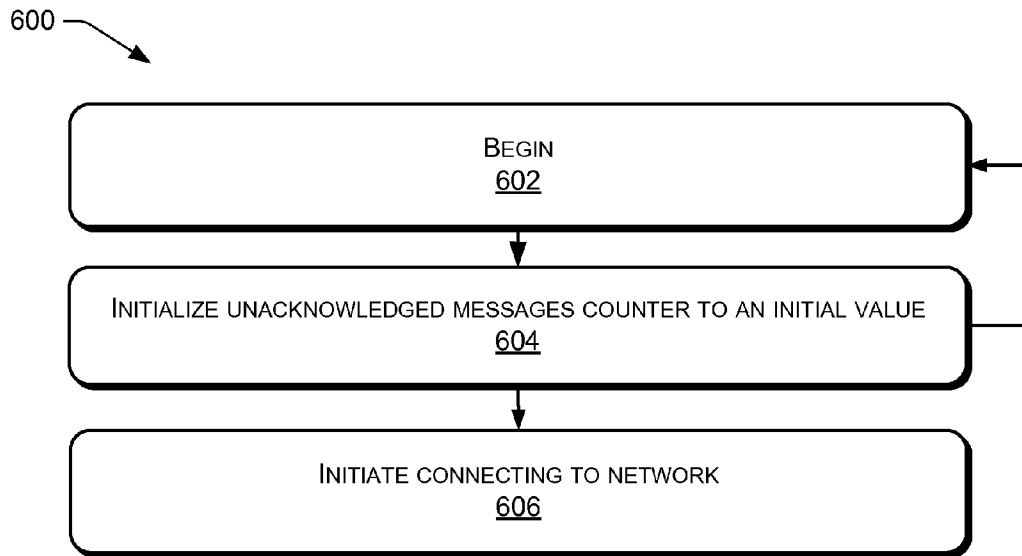 600
BEGIN
602
INITIALIZE UNACKNOWLEDGED MESSAGES COUNTER TO AN INITIAL VALUE
604
INITIATE CONNECTING TO NETWORK
606